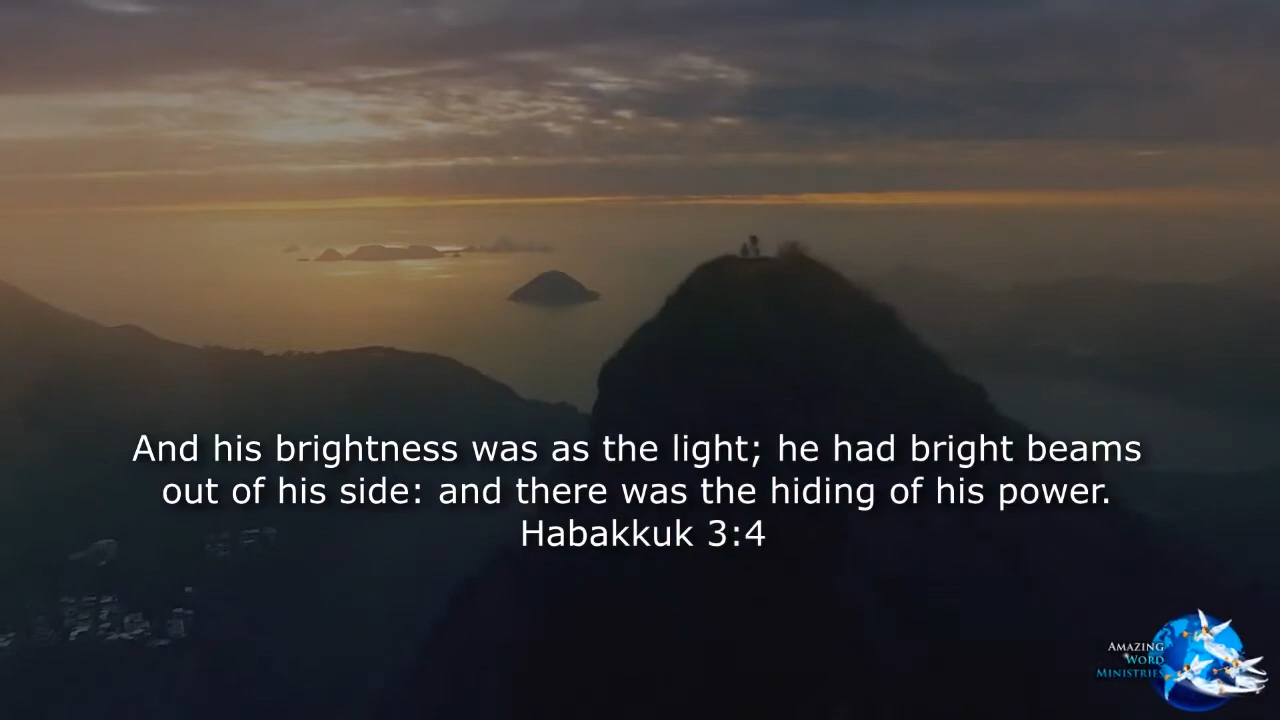 And his brightness was as the light; he had bright beams
out of his side: and there was the hiding of his power.
Habakkuk 3:4
Amazing
Word
Ministries